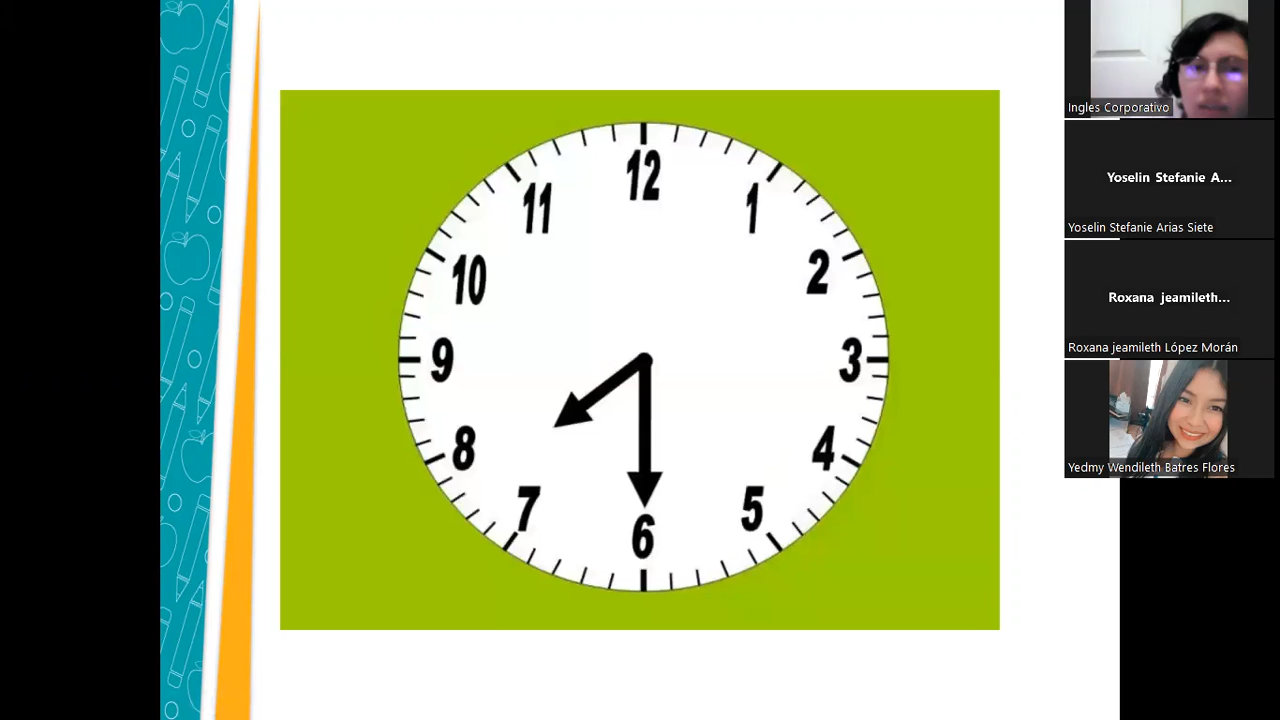 12
11
1
10
2
9
3
8
4
7
5
6
Ingles Corporativo
Yoselin Stefanie A...
Yoselin Stefanie Arias Siete
Roxana jeamileth...
Roxana jeamileth López Morán
Yedmy Wendileth Batres Flores